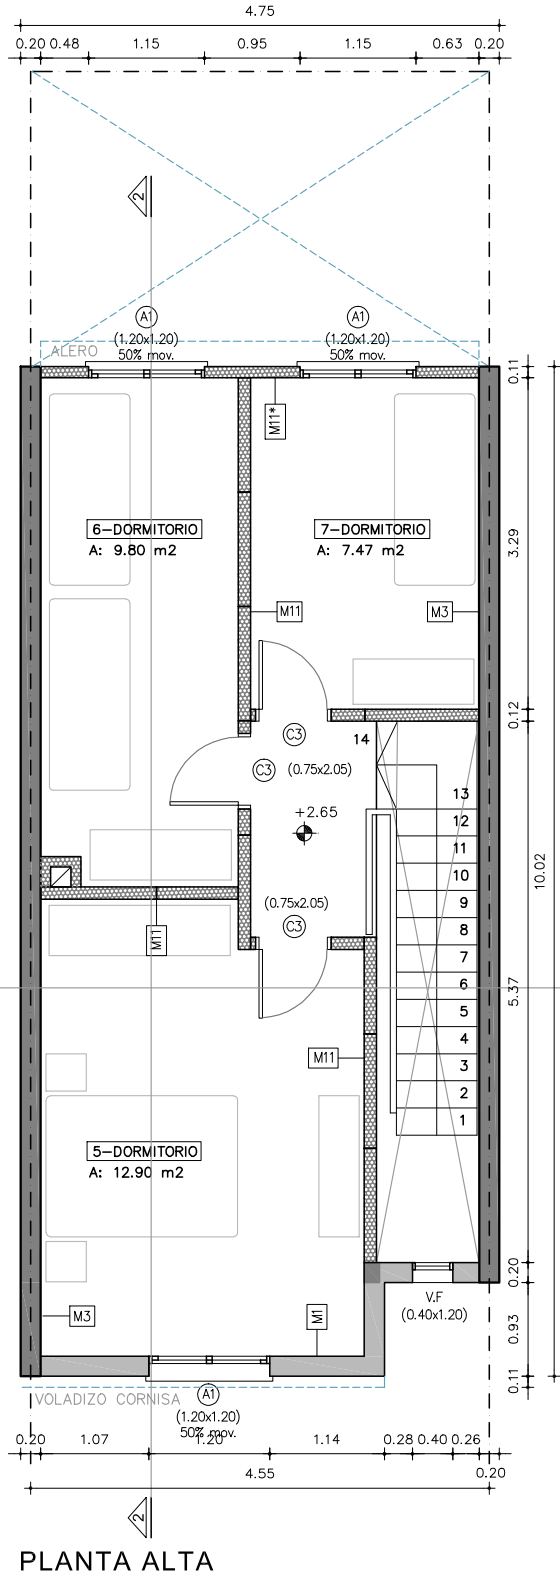 4.75
0.20 0.48 1.15 0.95 1.15 0.63 0.20
2
A1 A1
(1.20x1.20) (1.20x1.20)
50% mov. 50% mov.
ALERO
0.11
M11*
6-DORMITORIO 7-DORMITORIO
A: 9.80 m2 A: 7.47 m2
3.29
M11 M3
0.12
C3
14
C3 (0.75x2.05)
13
+2.65
12
11
10
10.02
9
(0.75x2.05)
C3
8
M11
7
6
5.37
5
4
M11
3
2
1
5-DORMITORIO
A: 12.90 m2
0.20
V.F
(0.40x1.20)
M3 M1
0.93
0.11
VOLADIZO CORNISA
A1
(1.20x1.20)
50% mov.
0.20 1.07 1.20 1.14 0.28 0.40 0.26
4.55 0.20
2
PLANTA ALTA